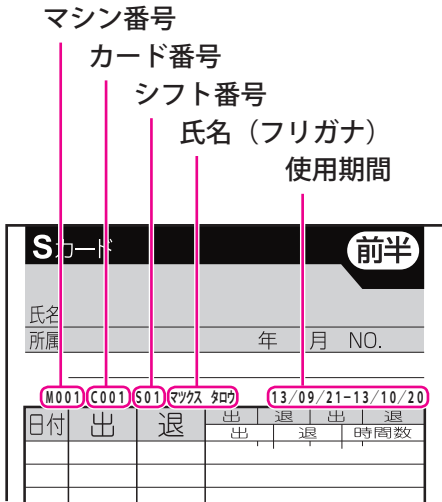 マシン番号
カード番号
シフト番号
氏名（フリガナ）
使用期間
Sカード 前半
氏名
所属 年 月 NO.
M001 C001 S01 マックス タロウ 13/09/21-13/10/20
日付 出 退 出 退 出 退
出 退 時間数